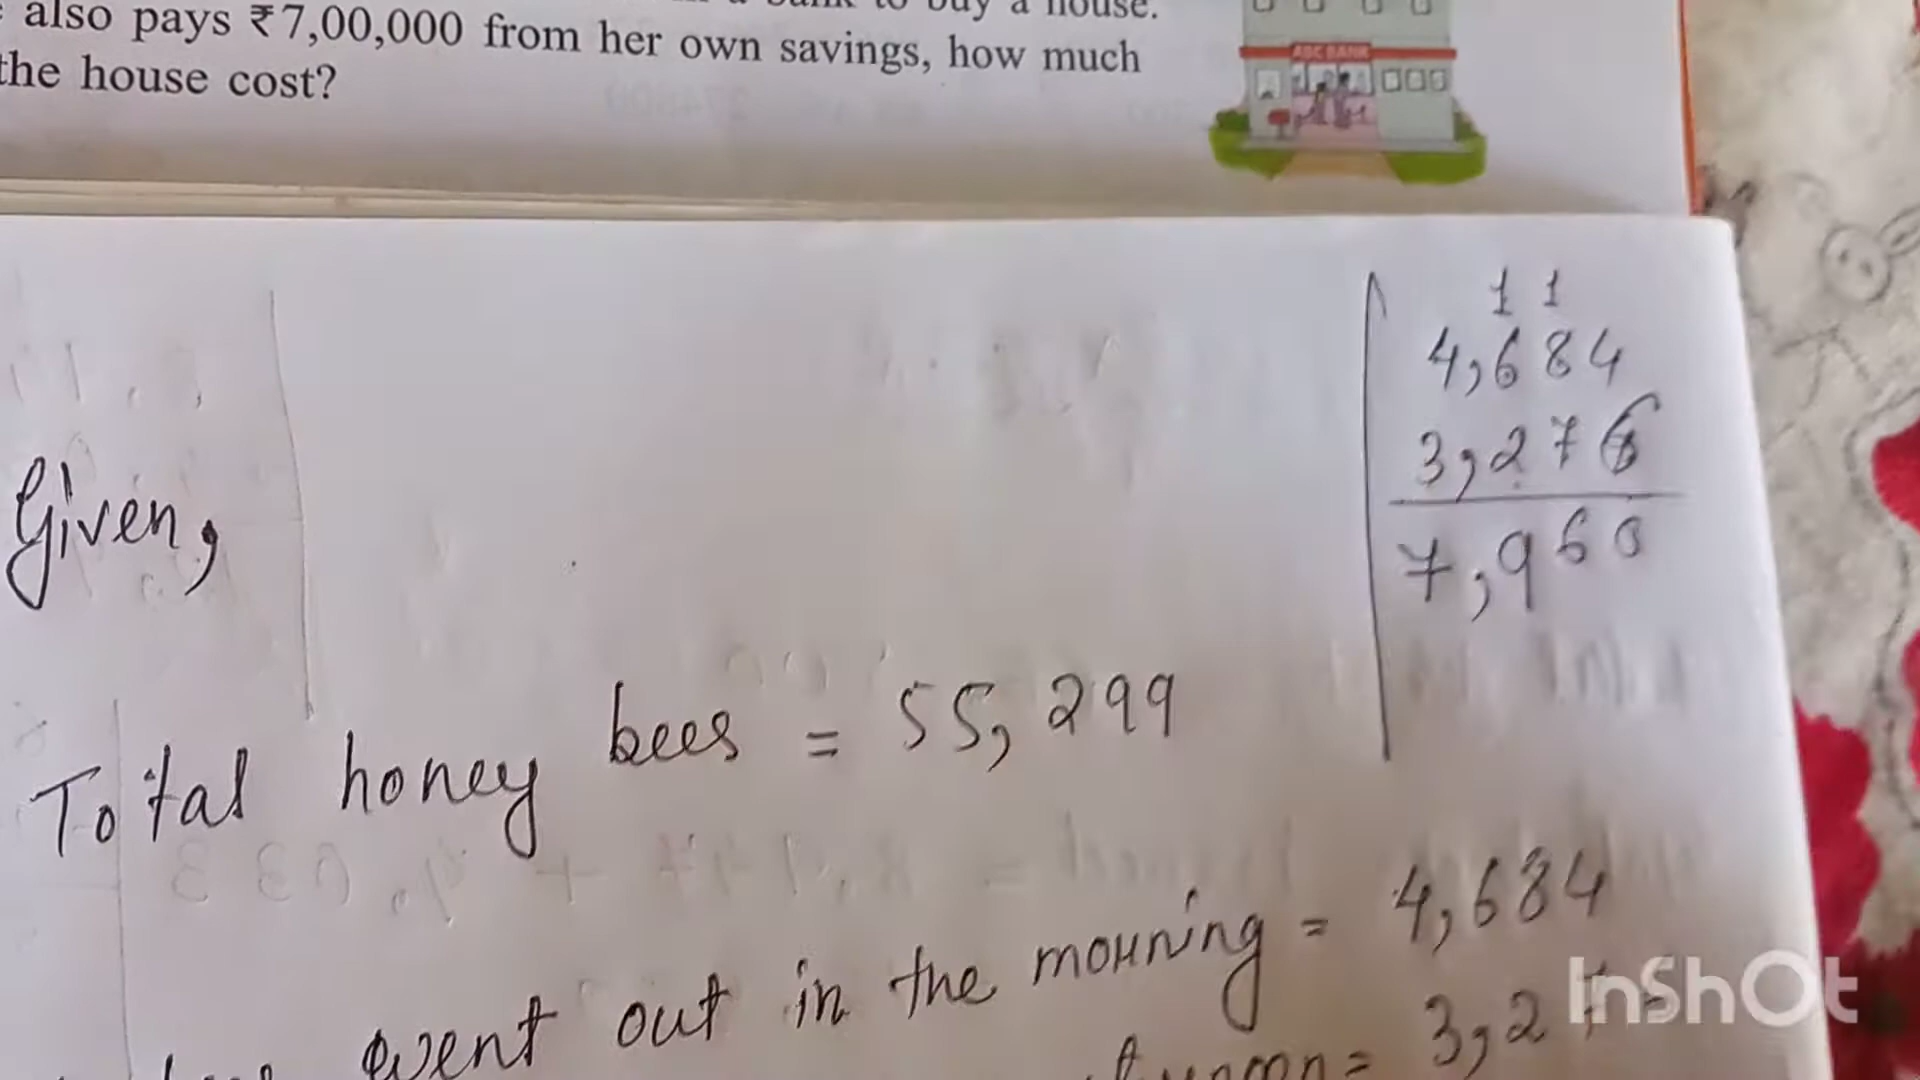 also pays ₹7,00,000 from her own savings, how much
the house cost?
ABC BANK
1 1
4,684
3,276
7,960
Given,
Total honey bees = 55,299
went out in the morning = 4,684
= 3,27
InShOt